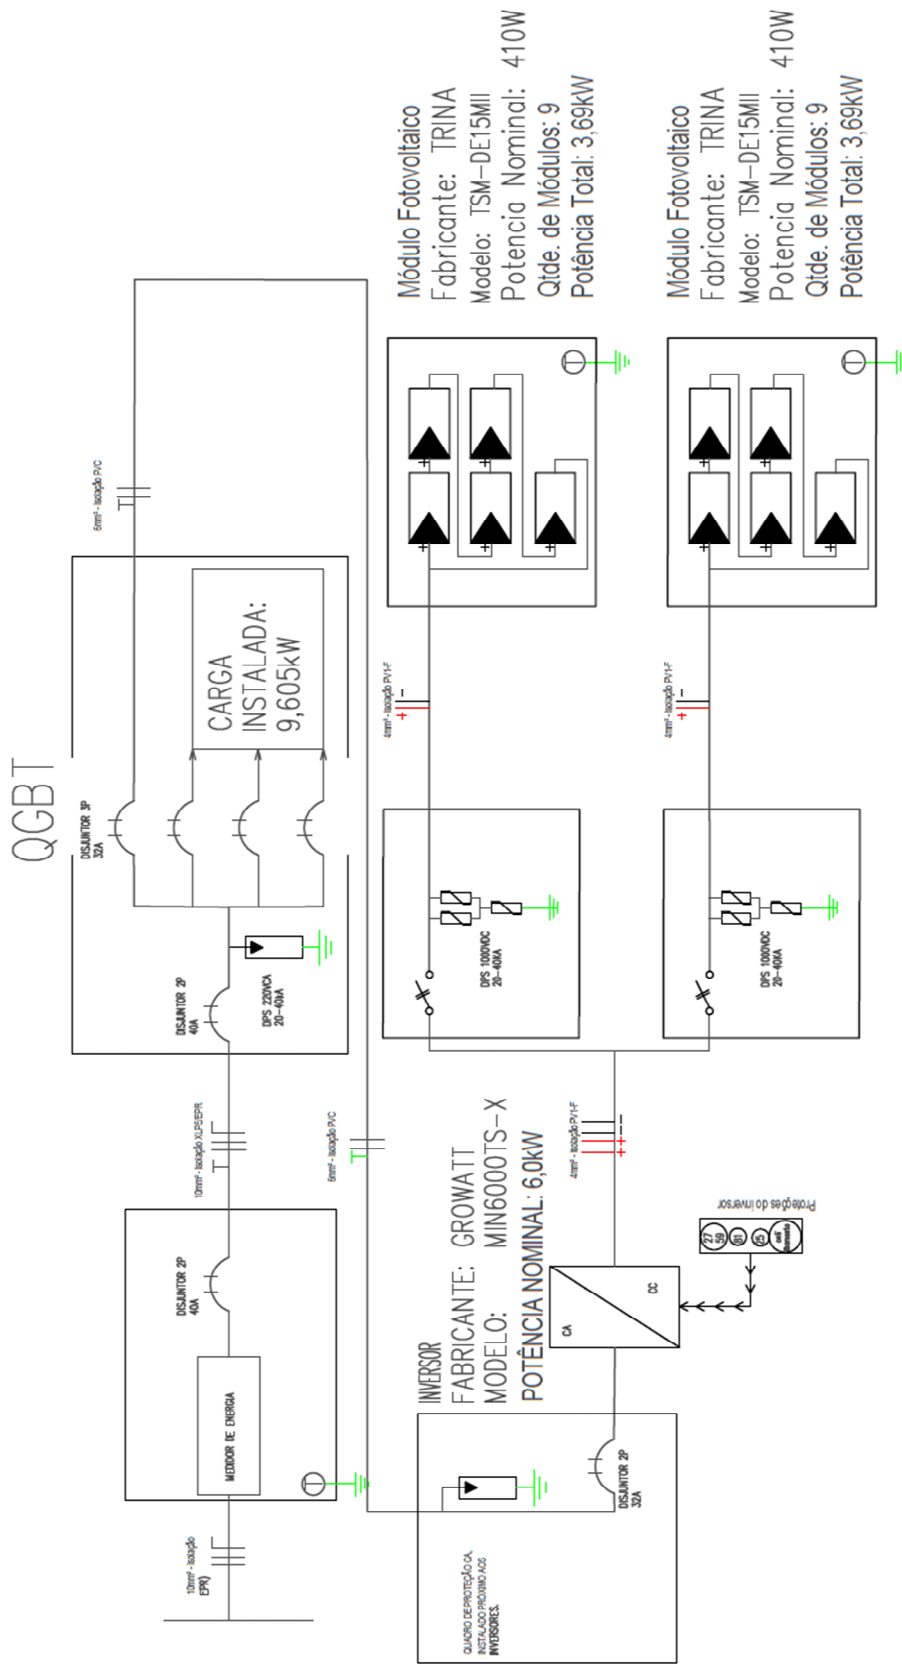 QGBT
6mm² - Isolação PVC
DISJUNTOR 3P
32A
CARGA
INSTALADA:
9,605kW
DISJUNTOR 2P
40A
DPS 220VCA
20-40kA
10mm² - Isolação XLPE/EPR
DISJUNTOR 2P
40A
MEDIDOR DE ENERGIA
T
10mm² - Isolação
EPR)
6mm² - Isolação PVC
Módulo Fotovoltaico
Fabricante: TRINA
Modelo: TSM-DE15MII
Potencia Nominal: 410W
Qtde. de Módulos: 9
Potência Total: 3,69kW
T
+ + + + +
4mm² - Isolação PV1-F
+ -
DPS 1000VDC
20-40KA
Módulo Fotovoltaico
Fabricante: TRINA
Modelo: TSM-DE15MII
Potencia Nominal: 410W
Qtde. de Módulos: 9
Potência Total: 3,69kW
T
+ + + + +
4mm² - Isolação PV1-F
+ -
DPS 1000VDC
20-40KA
4mm² - Isolação PV1-F
++--
INVERSOR
FABRICANTE: GROWATT
MODELO: MIN6000TS-X
POTÊNCIA NOMINAL: 6,0kW
CA
CC
Proteções do inversor
27
59
81
25
DISJUNTOR 2P
32A
QUADRO DE PROTEÇÃO CA,
INSTALADO PRÓXIMO AOS
INVERSORES.